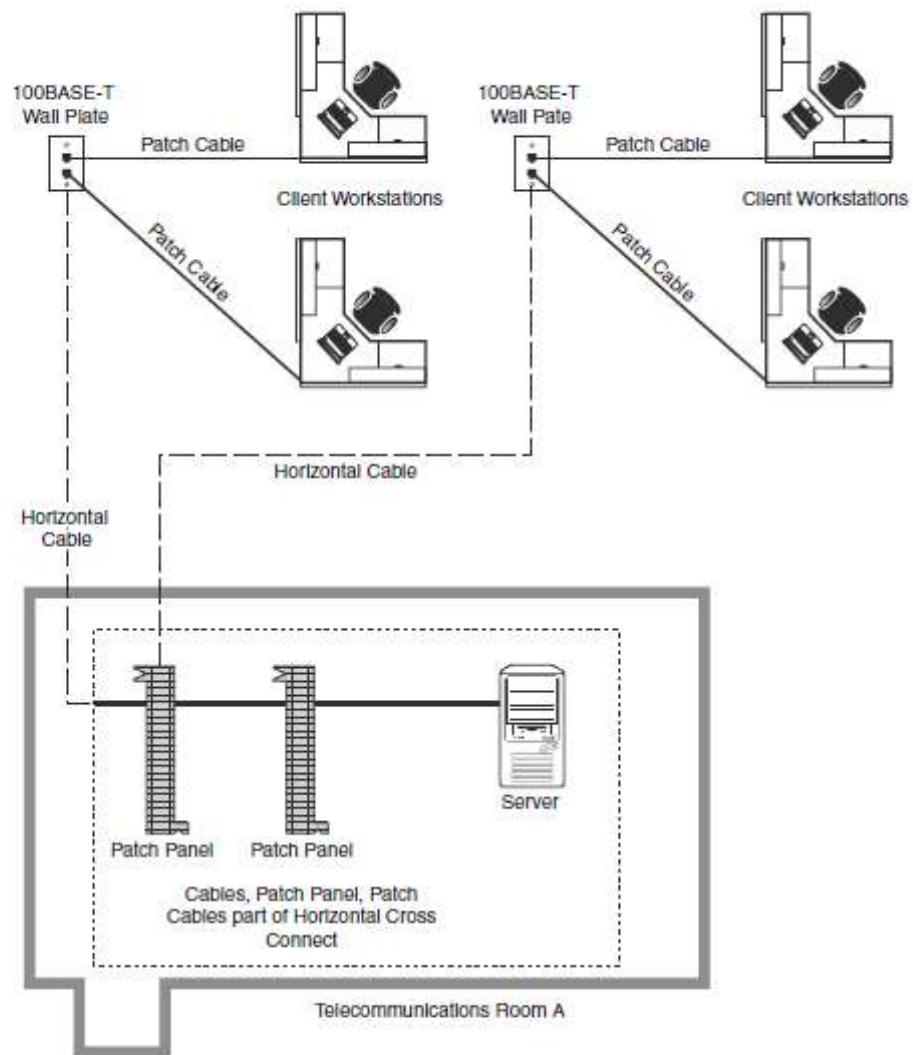 100BASE-T
Wall Plate
Patch Cable
Client Workstations
Patch Cable
100BASE-T
Wall Pate
Patch Cable
Client Workstations
Patch Cable
Horizontal Cable
Horizontal
Cable
Server
Patch Panel
Patch Panel
Cables, Patch Panel, Patch
Cables part of Horizontal Cross
Connect
Telecommunications Room A